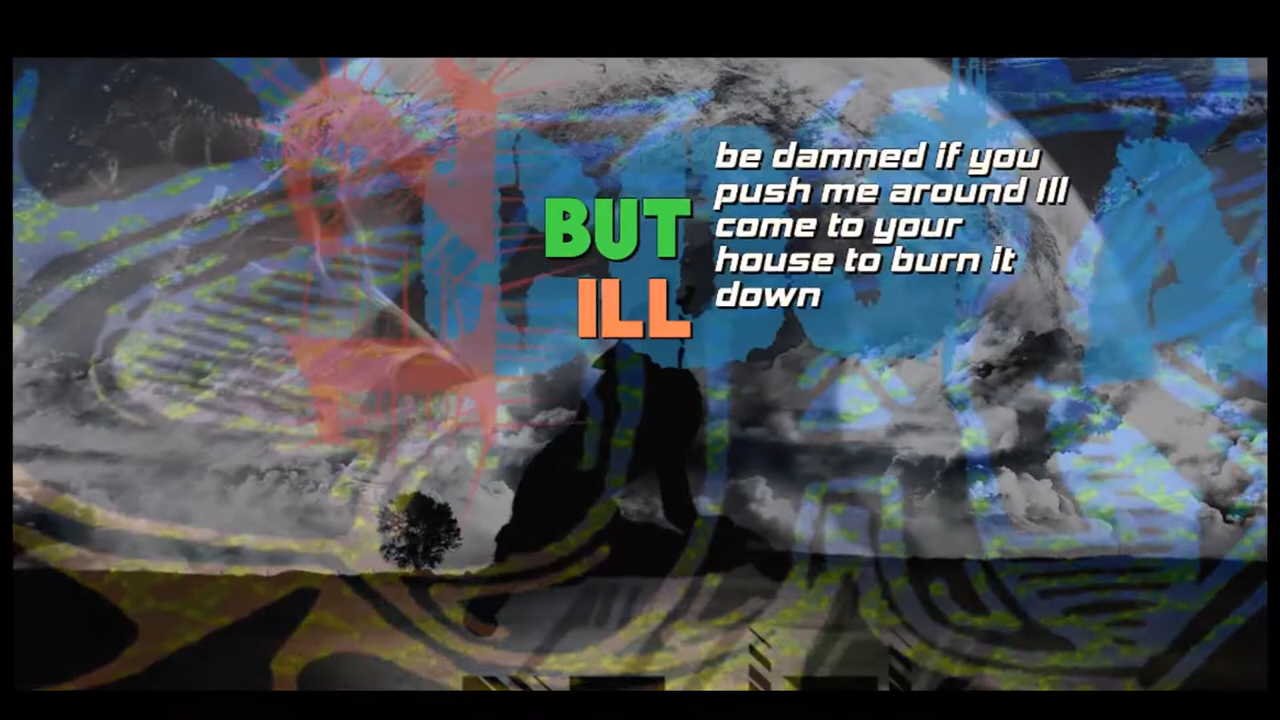 BUT
ILL
be damned if you
push me around Ill
come to your
house to burn it
down